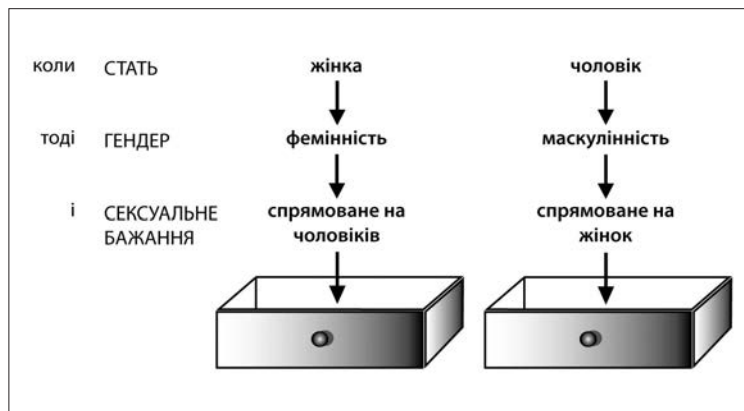 коли СТАТЬ жінка чоловік
тоді ГЕНДЕР фемінність маскулінність
і СЕКСУАЛЬНЕ спрямоване на спрямоване на
БАЖАННЯ чоловіків жінок